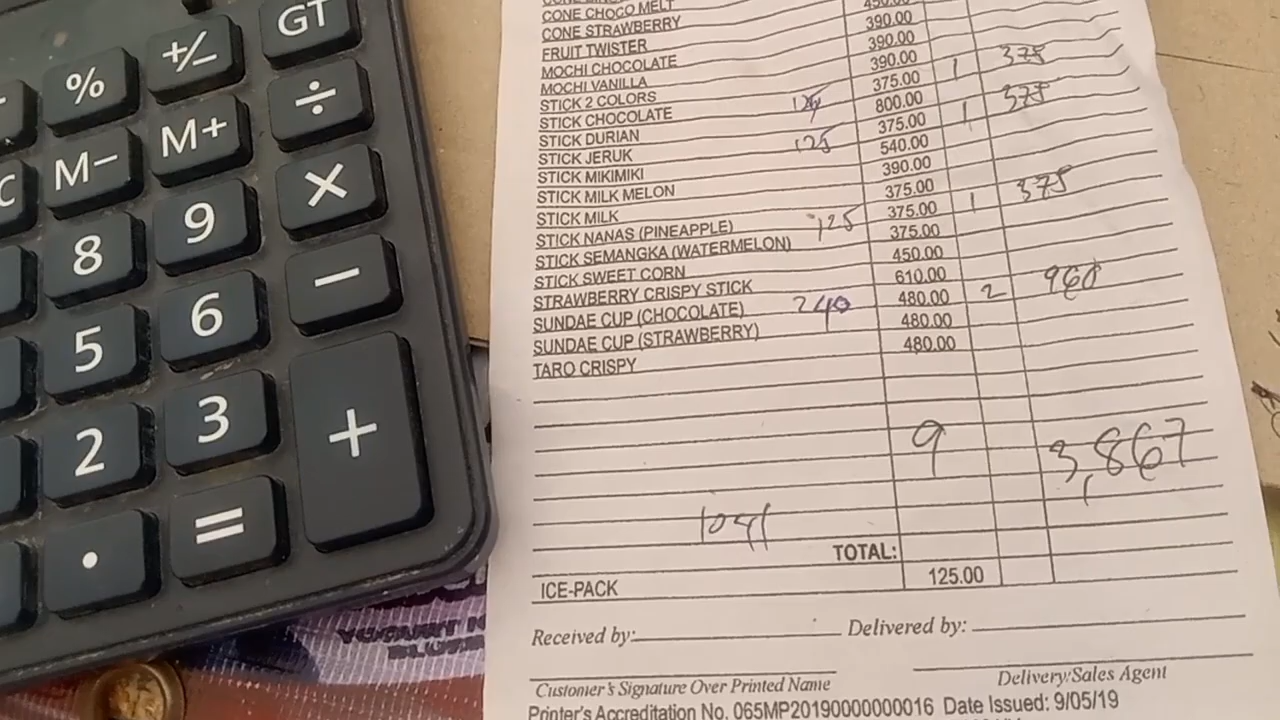 GT
% +/- ÷
M- M+ ×
C
8 9 −
5 6
2 3 +
. =
CONE CHOCO MELT
CONE STRAWBERRY 390.00
FRUIT TWISTER 390.00
MOCHI CHOCOLATE 390.00 1 375
MOCHI VANILLA 375.00
STICK 2 COLORS 125 800.00 1 375
STICK CHOCOLATE 375.00
STICK DURIAN 125 540.00
STICK JERUK 390.00
STICK MIKIMIKI 375.00
STICK MILK MELON 375.00 1 375
STICK MILK 375.00
STICK NANAS (PINEAPPLE) 125 450.00
STICK SEMANGKA (WATERMELON) 610.00
STICK SWEET CORN 480.00 2 960
STRAWBERRY CRISPY STICK 480.00
SUNDAE CUP (CHOCOLATE) 240 480.00
SUNDAE CUP (STRAWBERRY)
TARO CRISPY
9 3,867
TOTAL:
ICE-PACK 125.00
Received by: Delivered by:
Customer's Signature Over Printed Name Delivery/Sales Agent
Printer's Accreditation No. 065MP20190000000016 Date Issued: 9/05/19
YOGURT